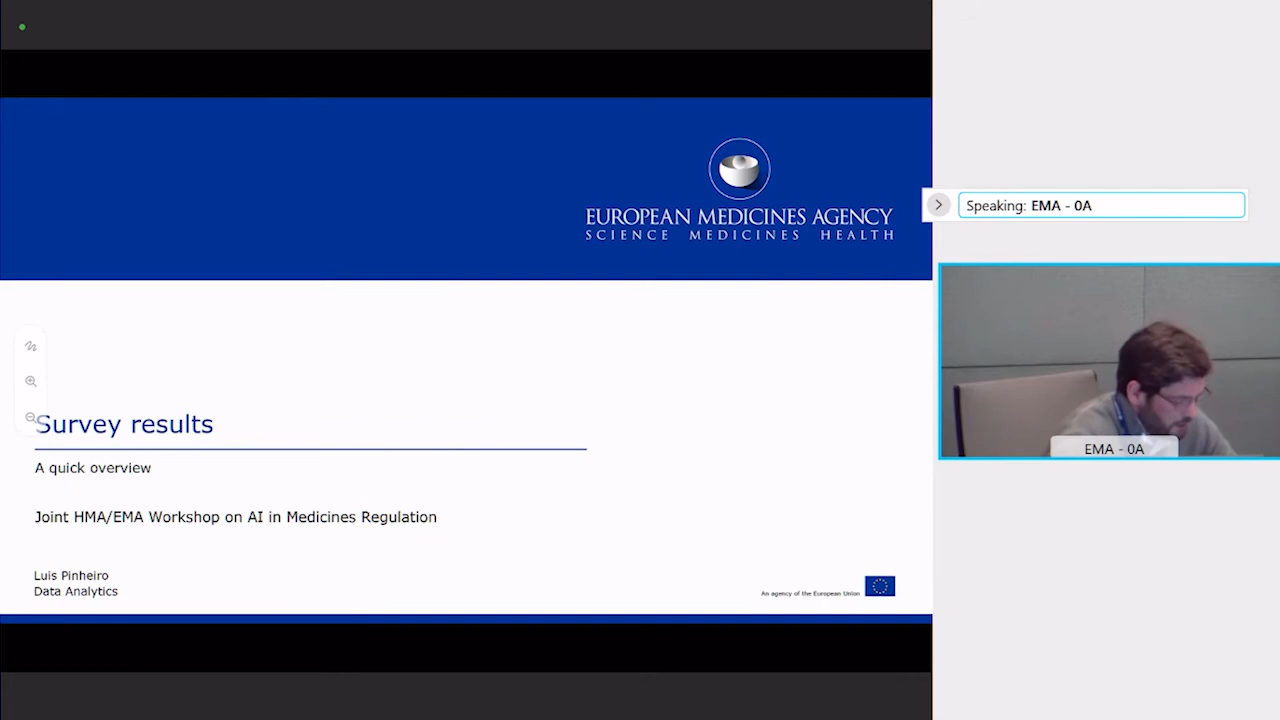 EUROPEAN MEDICINES AGENCY
SCIENCE MEDICINES HEALTH
Speaking: EMA - 0A
EMA - 0A
Survey results
A quick overview
Joint HMA/EMA Workshop on AI in Medicines Regulation
Luis Pinheiro
Data Analytics
An agency of the European Union